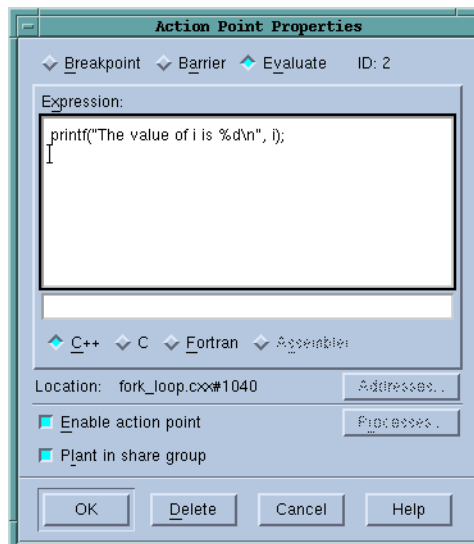 Action Point Properties
Breakpoint Barrier Evaluate ID: 2
Expression:
printf("The value of i is %d\n", i);
C++ C Fortran Assembler
Location: fork_loop.cxx#1040 Addresses...
Enable action point Processes...
Plant in share group
OK Delete Cancel Help